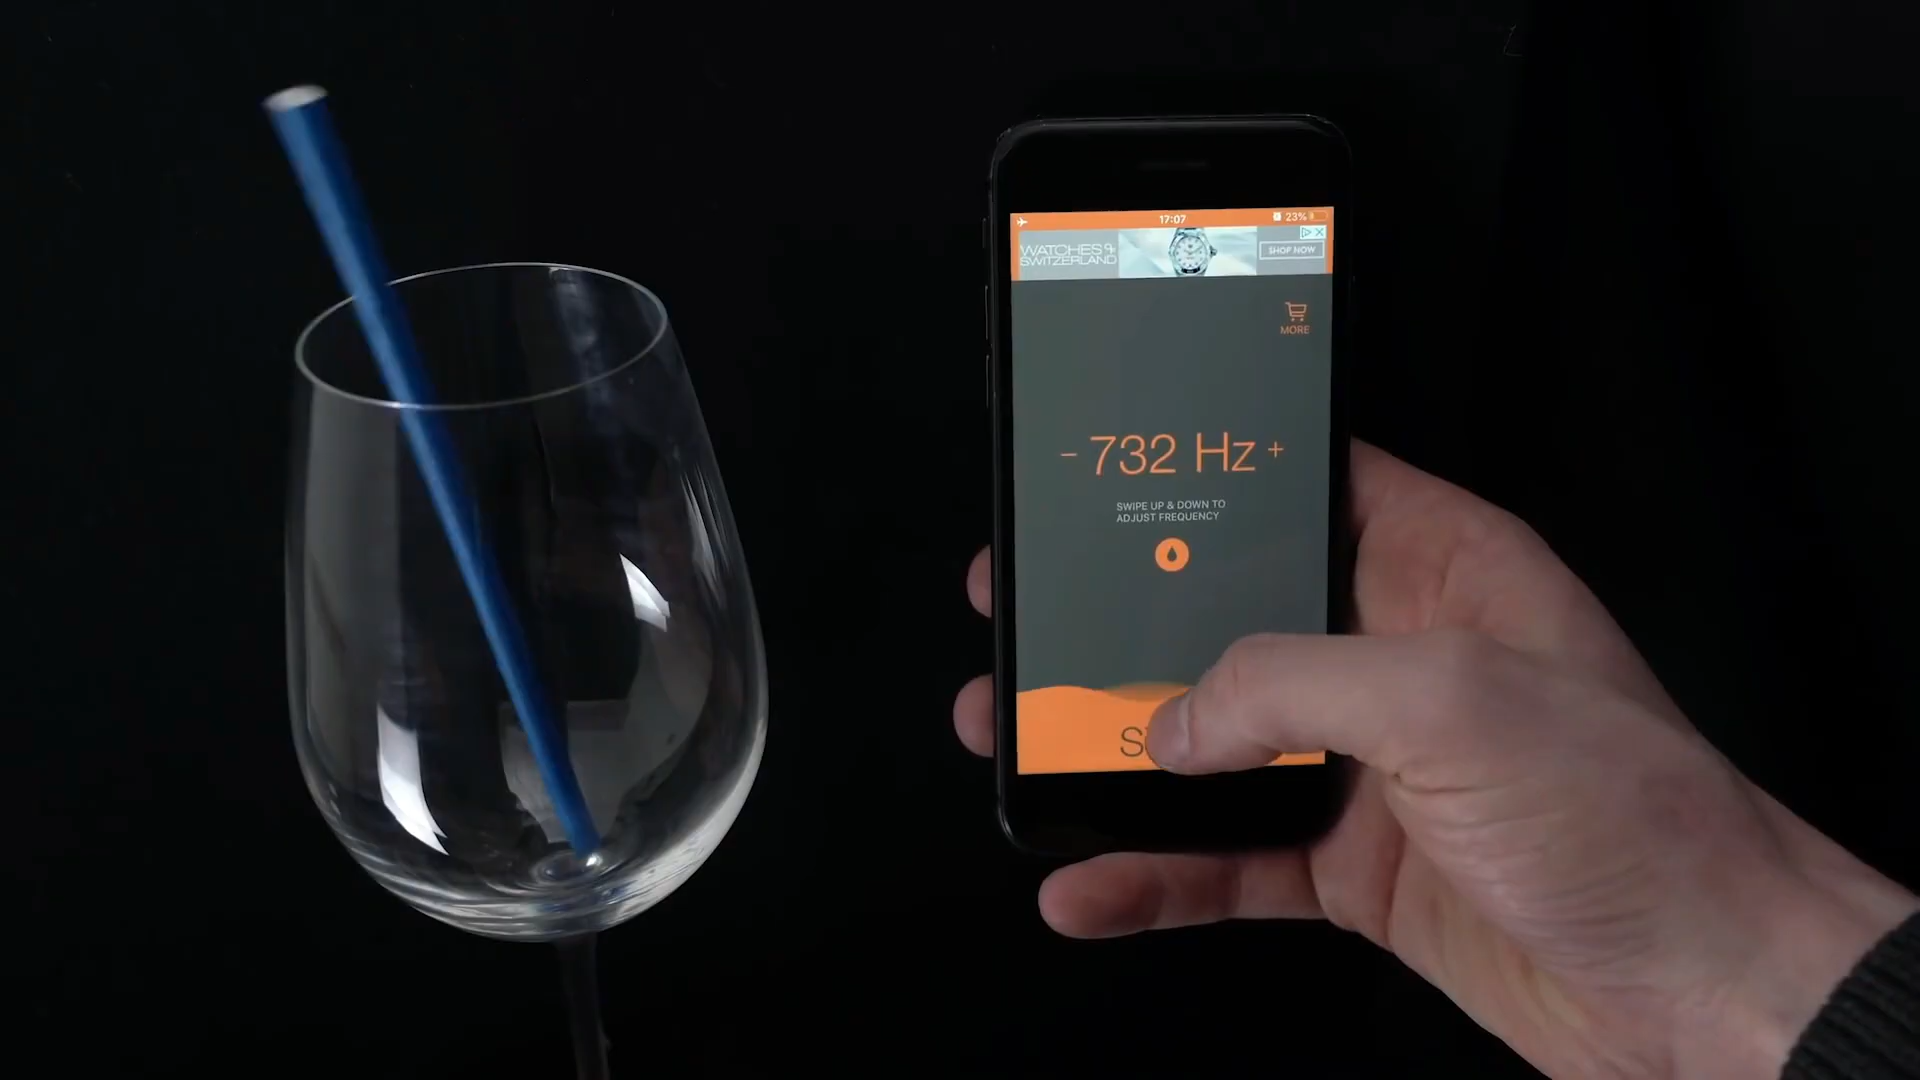 17:07
23%
WATCHES OF
SWITZERLAND
SHOP NOW
MORE
- 732 Hz +
SWIPE UP & DOWN TO
ADJUST FREQUENCY